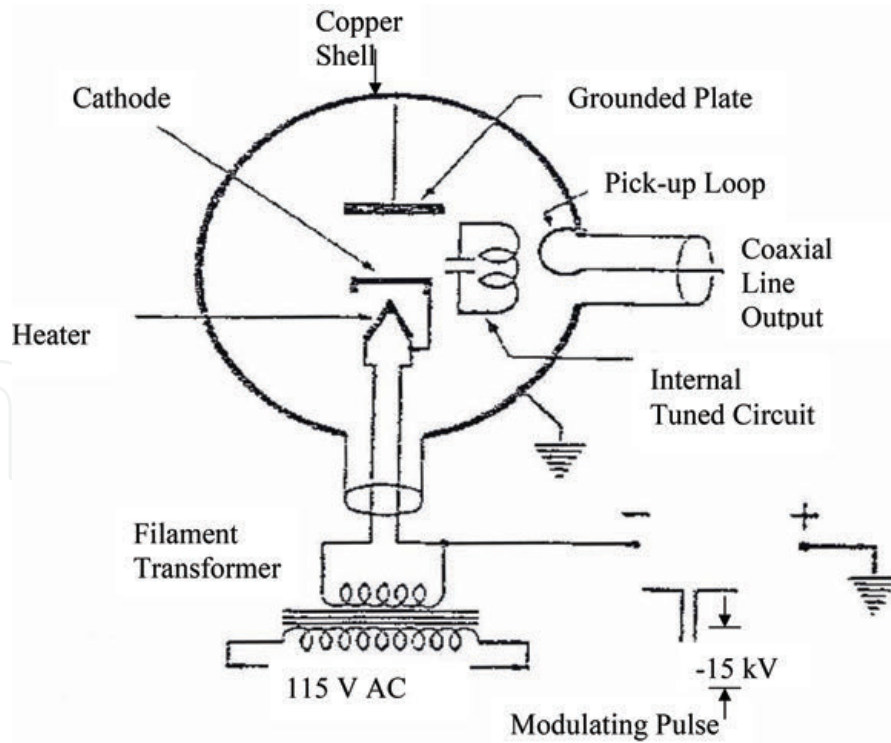 Copper
Shell
Cathode
Grounded Plate
Pick-up Loop
Coaxial
Line
Output
Heater
Internal
Tuned Circuit
Filament
Transformer
− +
115 V AC
-15 kV
Modulating Pulse